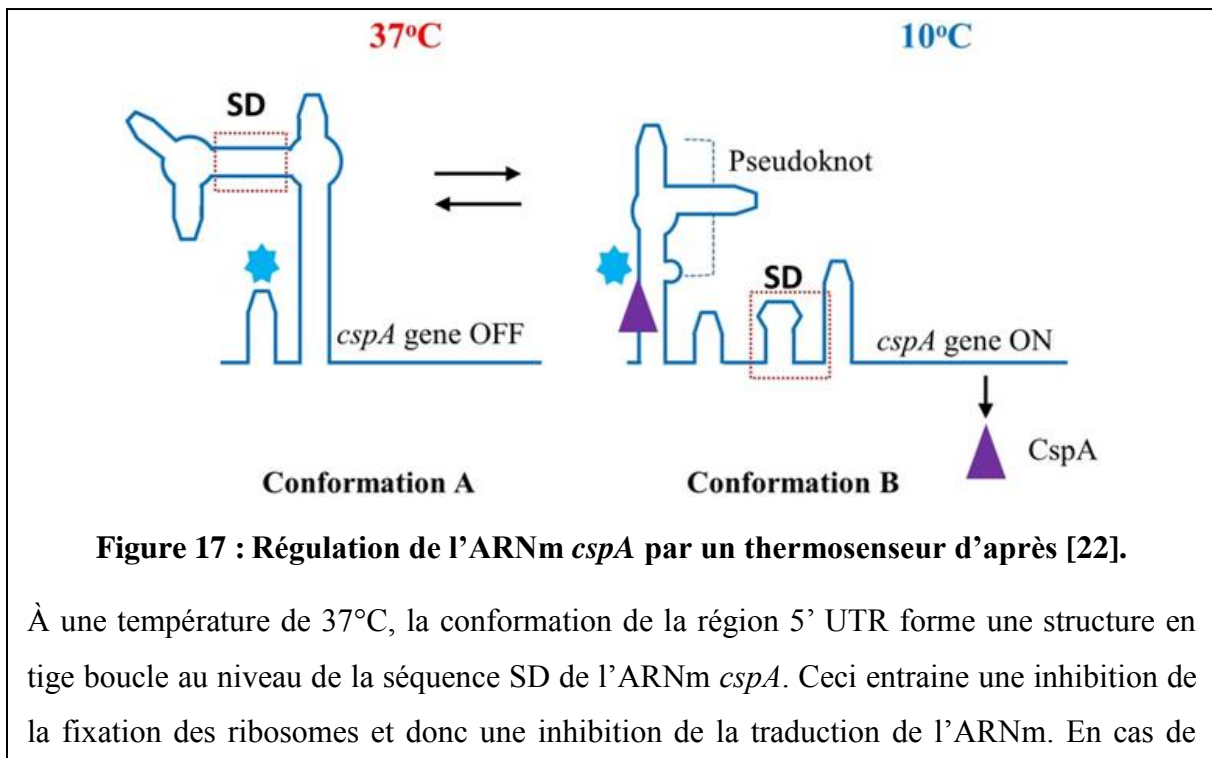 37°C
10°C
SD
Pseudoknot
SD
cspA gene OFF
cspA gene ON
CspA
Conformation A
Conformation B
Figure 17 : Régulation de l’ARNm cspA par un thermosenseur d’après [22].
À une température de 37°C, la conformation de la région 5’ UTR forme une structure en
tige boucle au niveau de la séquence SD de l’ARNm cspA. Ceci entraine une inhibition de
la fixation des ribosomes et donc une inhibition de la traduction de l’ARNm. En cas de